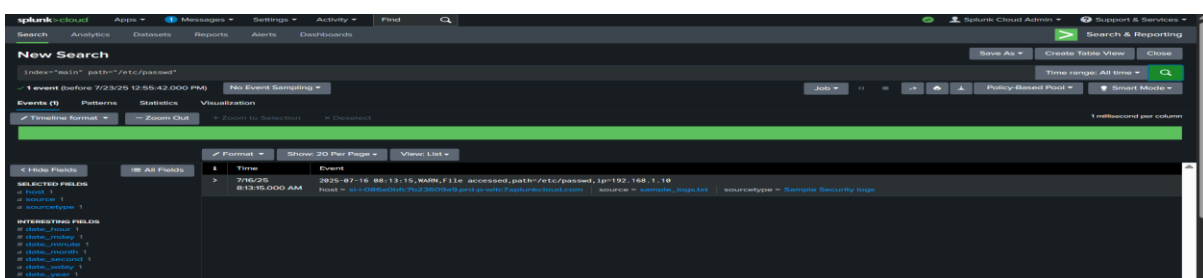 splunk>cloud Apps ▾ 1 Messages ▾ Settings ▾ Activity ▾ Find Splunk Cloud Admin ▾ Support & Services ▾
Search Analytics Datasets Reports Alerts Dashboards Search & Reporting
New Search Save As ▾ Create Table View Close
index="main" path="/etc/passwd" Time range: All time ▾
✓ 1 event (before 7/23/25 12:55:42.000 PM) No Event Sampling ▾ Job ▾ Policy-Based Pool ▾ Smart Mode ▾
Events (1) Patterns Statistics Visualization
Timeline format ▾ — Zoom Out + Zoom to Selection × Deselect 1 millisecond per column
Format ▾ Show: 20 Per Page ▾ View: List ▾
< Hide Fields All Fields i Time Event
SELECTED FIELDS
a host 1
a source 1
a sourcetype 1
> 7/16/25 8:13:15.000 AM
2025-07-16 08:13:15,WARN,File accessed,path=/etc/passwd,ip=192.168.1.10
host = source = sample_logs.txt sourcetype = Sample Security logs
INTERESTING FIELDS
# date_hour 1
# date_mday 1
# date_minute 1
a date_month 1
# date_second 1
a date_wday 1
# date_year 1